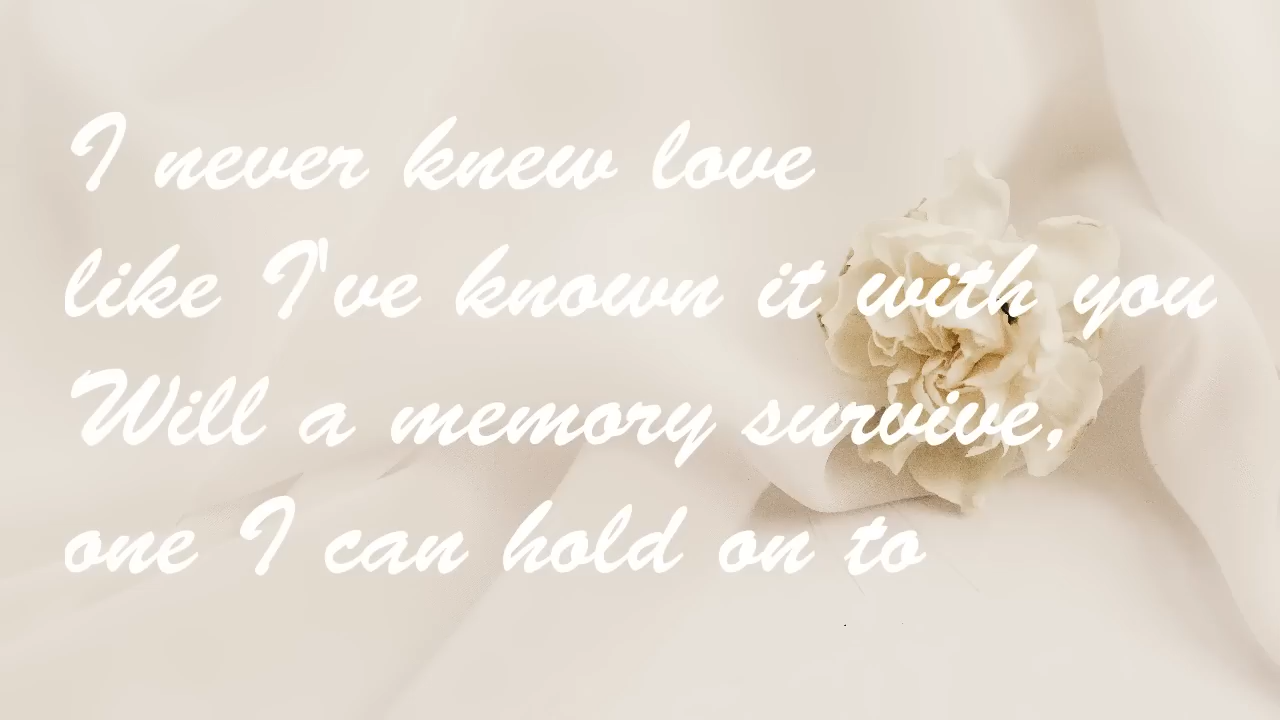 I never knew love
like I've known it with you
Will a memory survive,
one I can hold on to